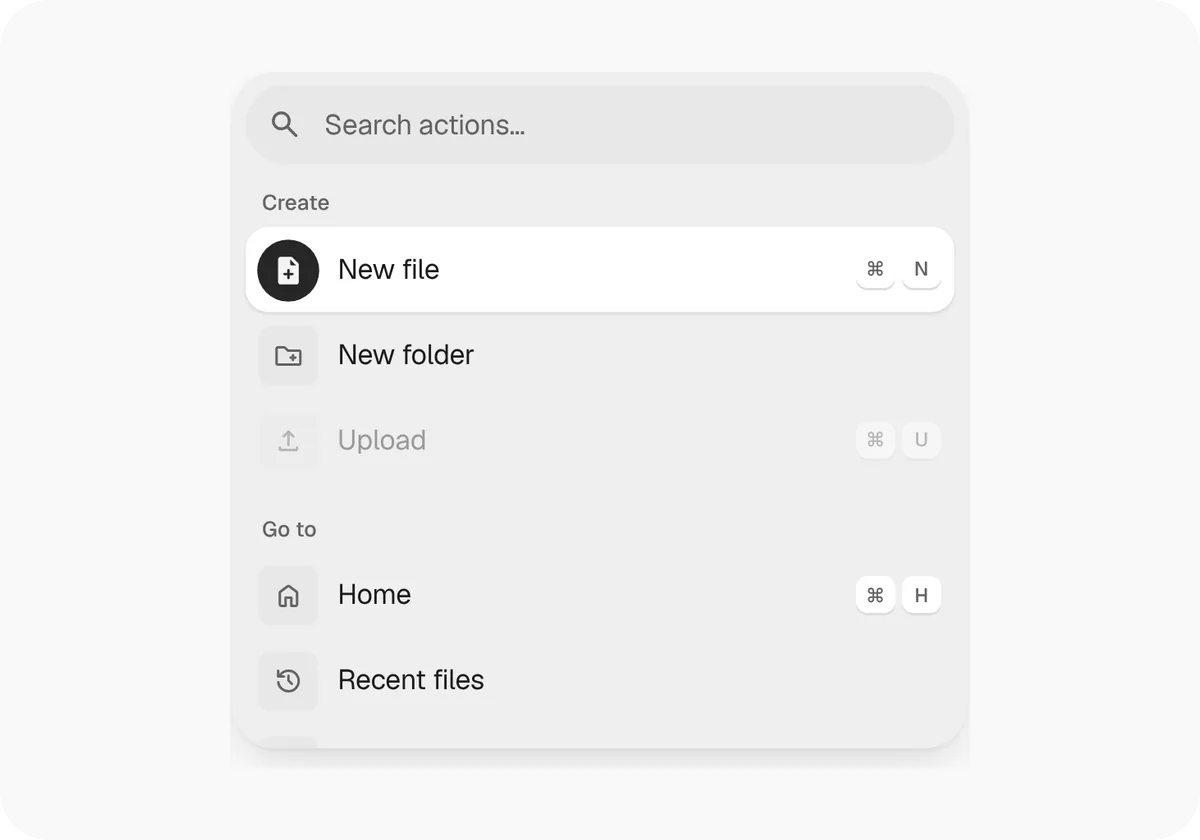 Search actions...
Create
New file ⌘ N
New folder
Upload ⌘ U
Go to
Home ⌘ H
Recent files